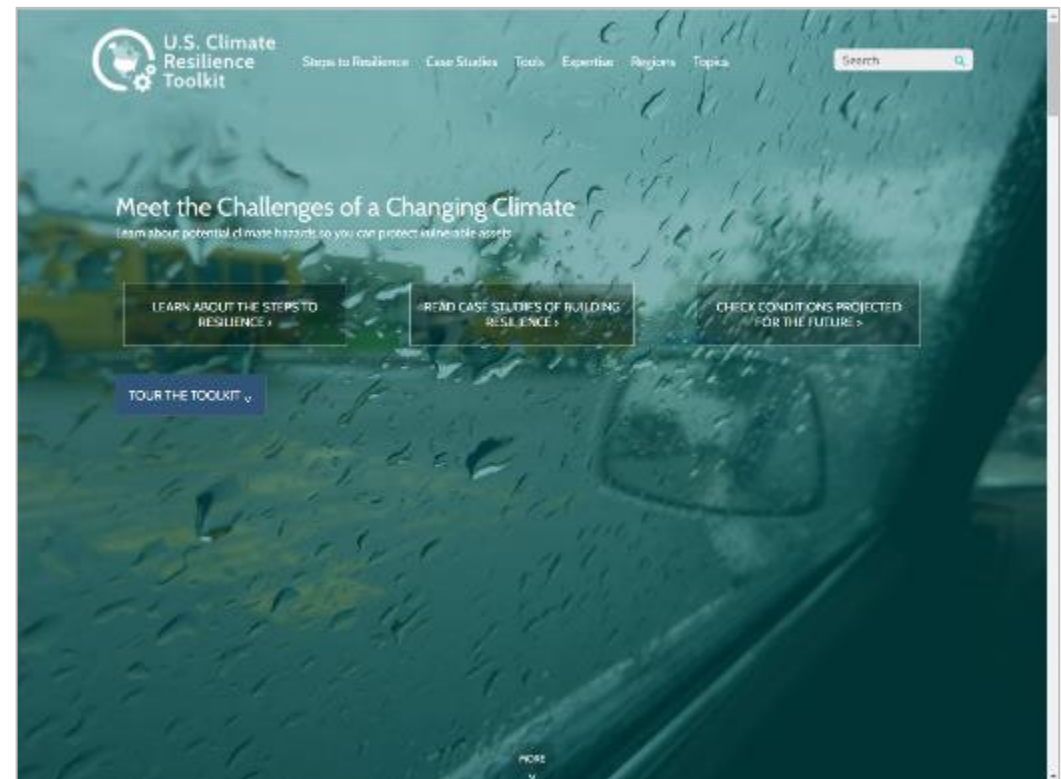 U.S. Climate
Resilience
Toolkit
Steps to Resilience Case Studies Tools Expertise Regions Topics
Search
Meet the Challenges of a Changing Climate
Learn about potential climate hazards so you can protect vulnerable assets
LEARN ABOUT THE STEPS TO
RESILIENCE ›
READ CASE STUDIES OF BUILDING
RESILIENCE ›
CHECK CONDITIONS PROJECTED
FOR THE FUTURE >
TOUR THE TOOLKIT v
MORE
v